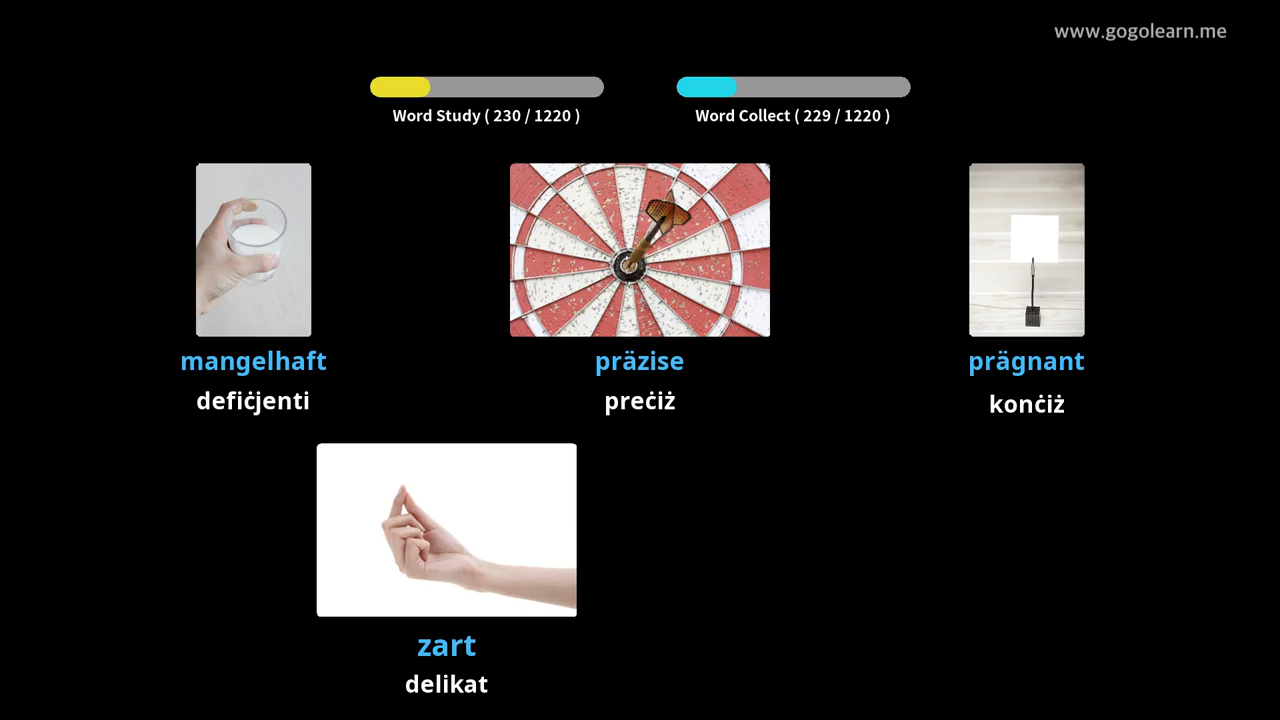 www.gogolearn.me
Word Study ( 230 / 1220 )
Word Collect ( 229 / 1220 )
mangelhaft
präzise
prägnant
defiċjenti
preċiż
konċiż
zart
delikat